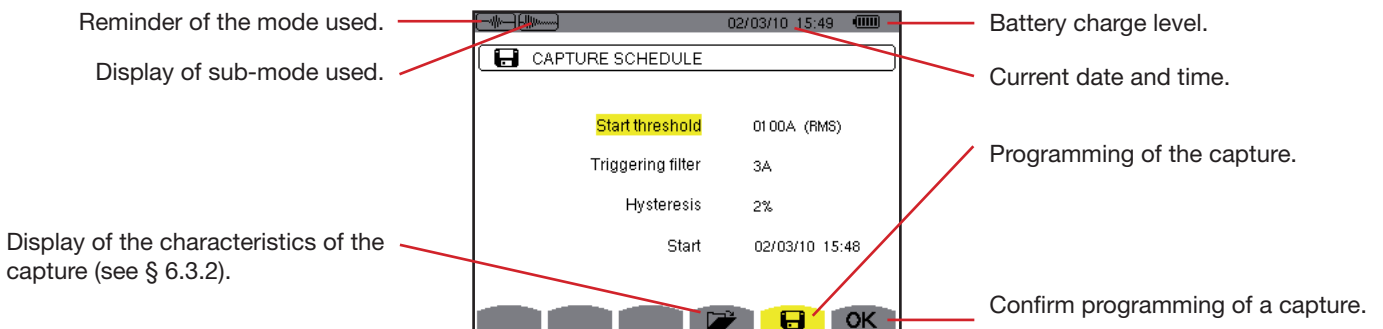 Reminder of the mode used.
Display of sub-mode used.
02/03/10 15:49
Battery charge level.
Current date and time.
CAPTURE SCHEDULE
Start threshold 0100A (RMS)
Triggering filter 3A
Hysteresis 2%
Start 02/03/10 15:48
Programming of the capture.
Display of the characteristics of the
capture (see § 6.3.2).
OK
Confirm programming of a capture.